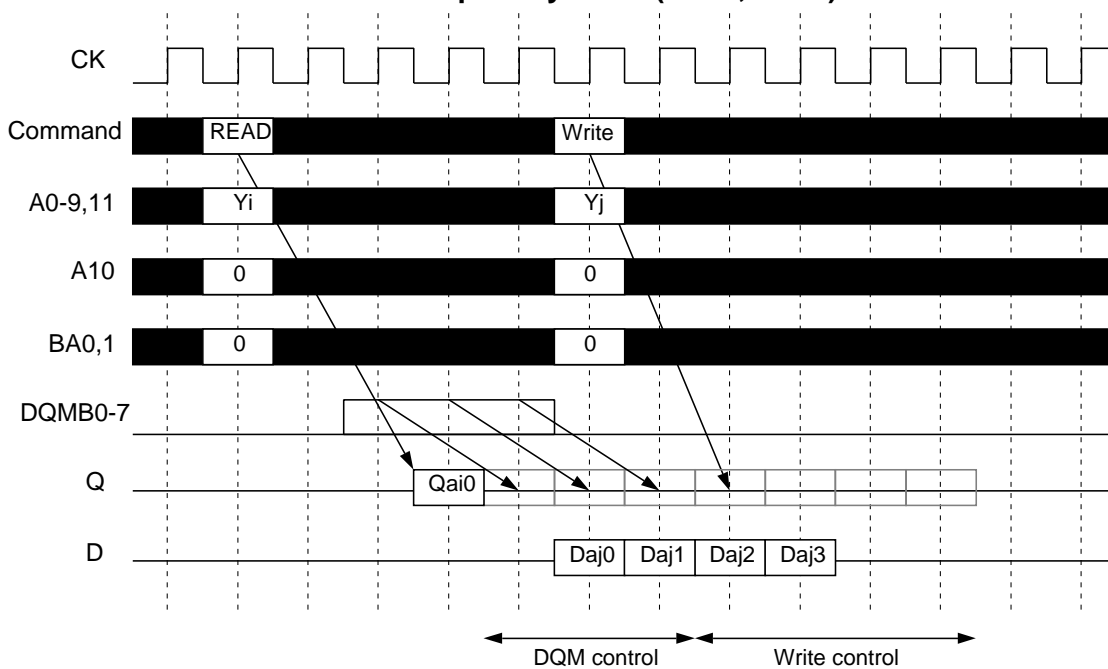 CK
Command READ Write
A0-9,11 Yi Yj
A10 0 0
BA0,1 0 0
DQMB0-7
Q Qai0
D Daj0 Daj1 Daj2 Daj3
DQM control Write control